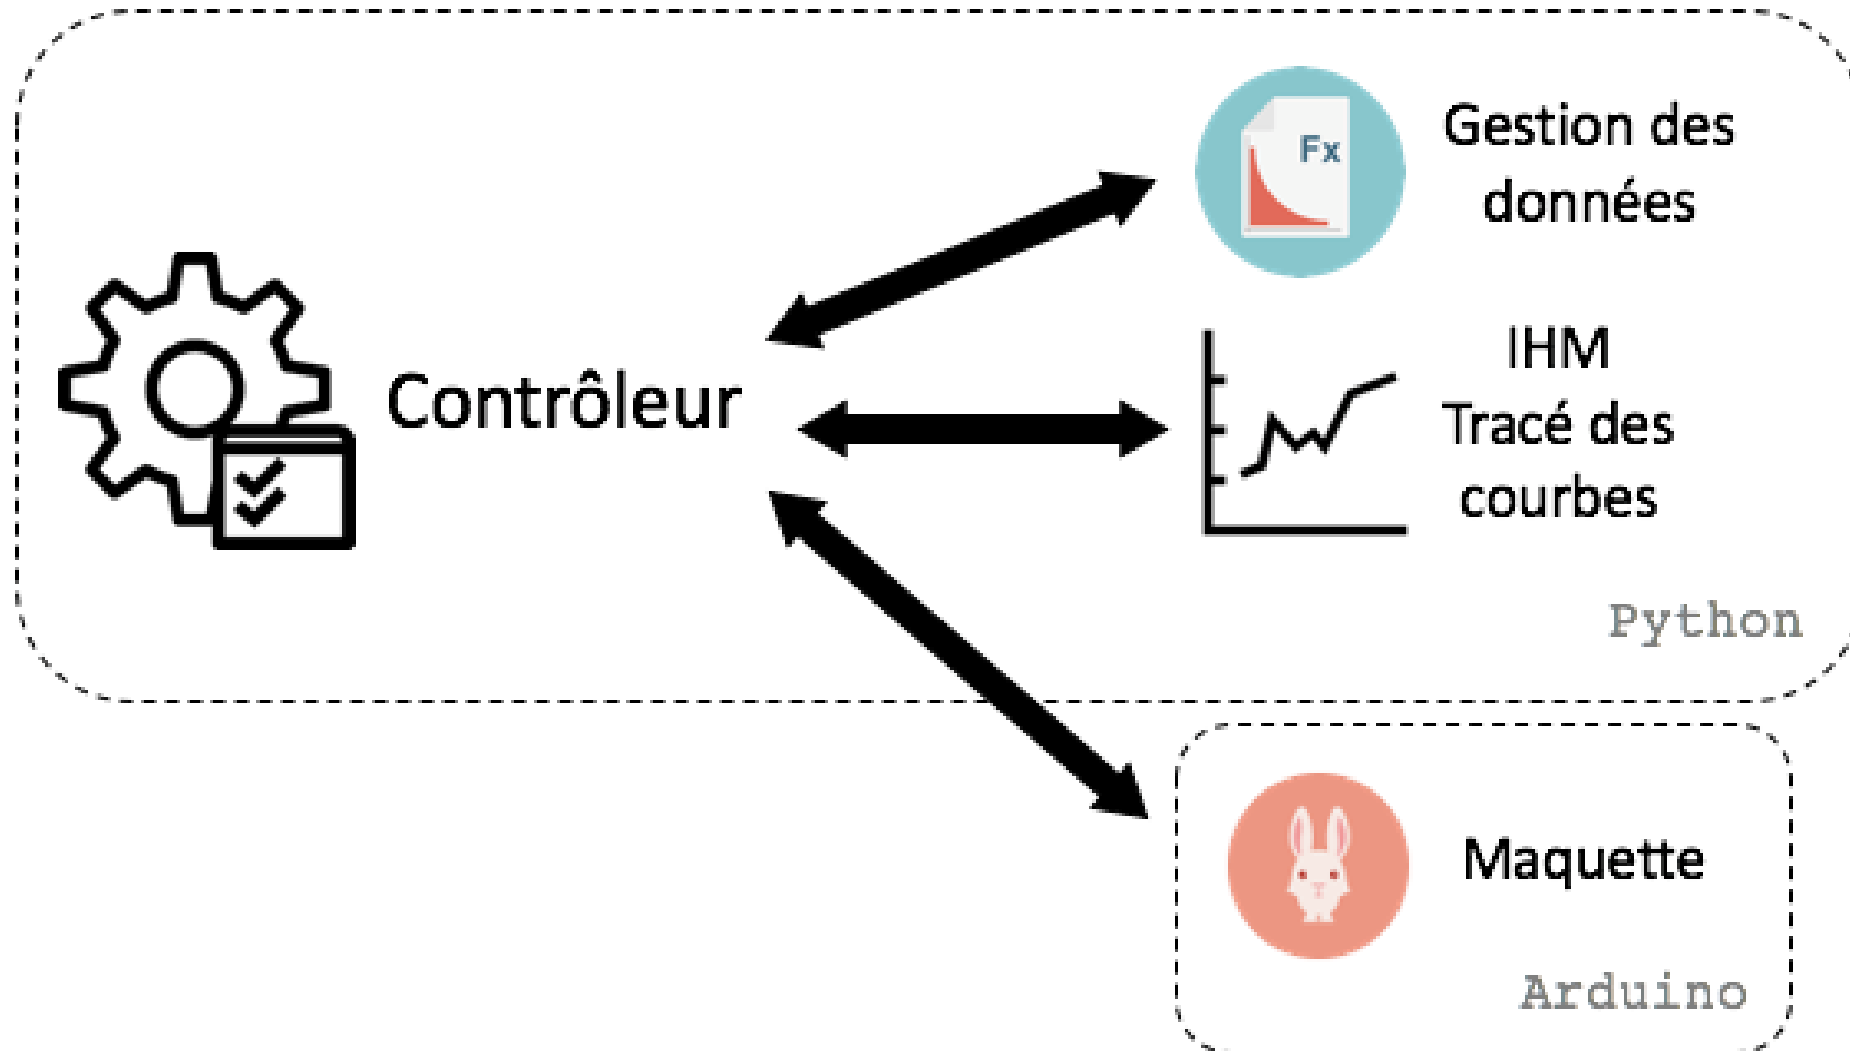 Fx
Gestion des
données
Contrôleur
IHM
Tracé des
courbes
Python
Maquette
Arduino